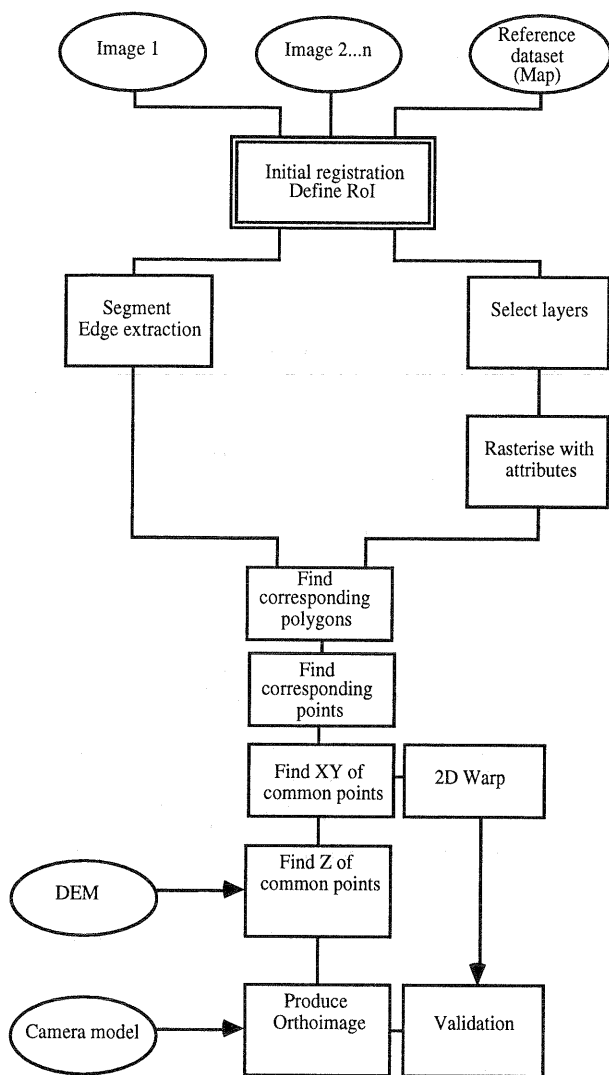 Image 1
Image 2...n
Reference
dataset
(Map)
Initial registration
Define RoI
Segment
Edge extraction
Select layers
Rasterise with
attributes
Find
corresponding
polygons
Find
corresponding
points
Find XY of
common points
2D Warp
Find Z of
common points
DEM
Produce
Orthoimage
Validation
Camera model